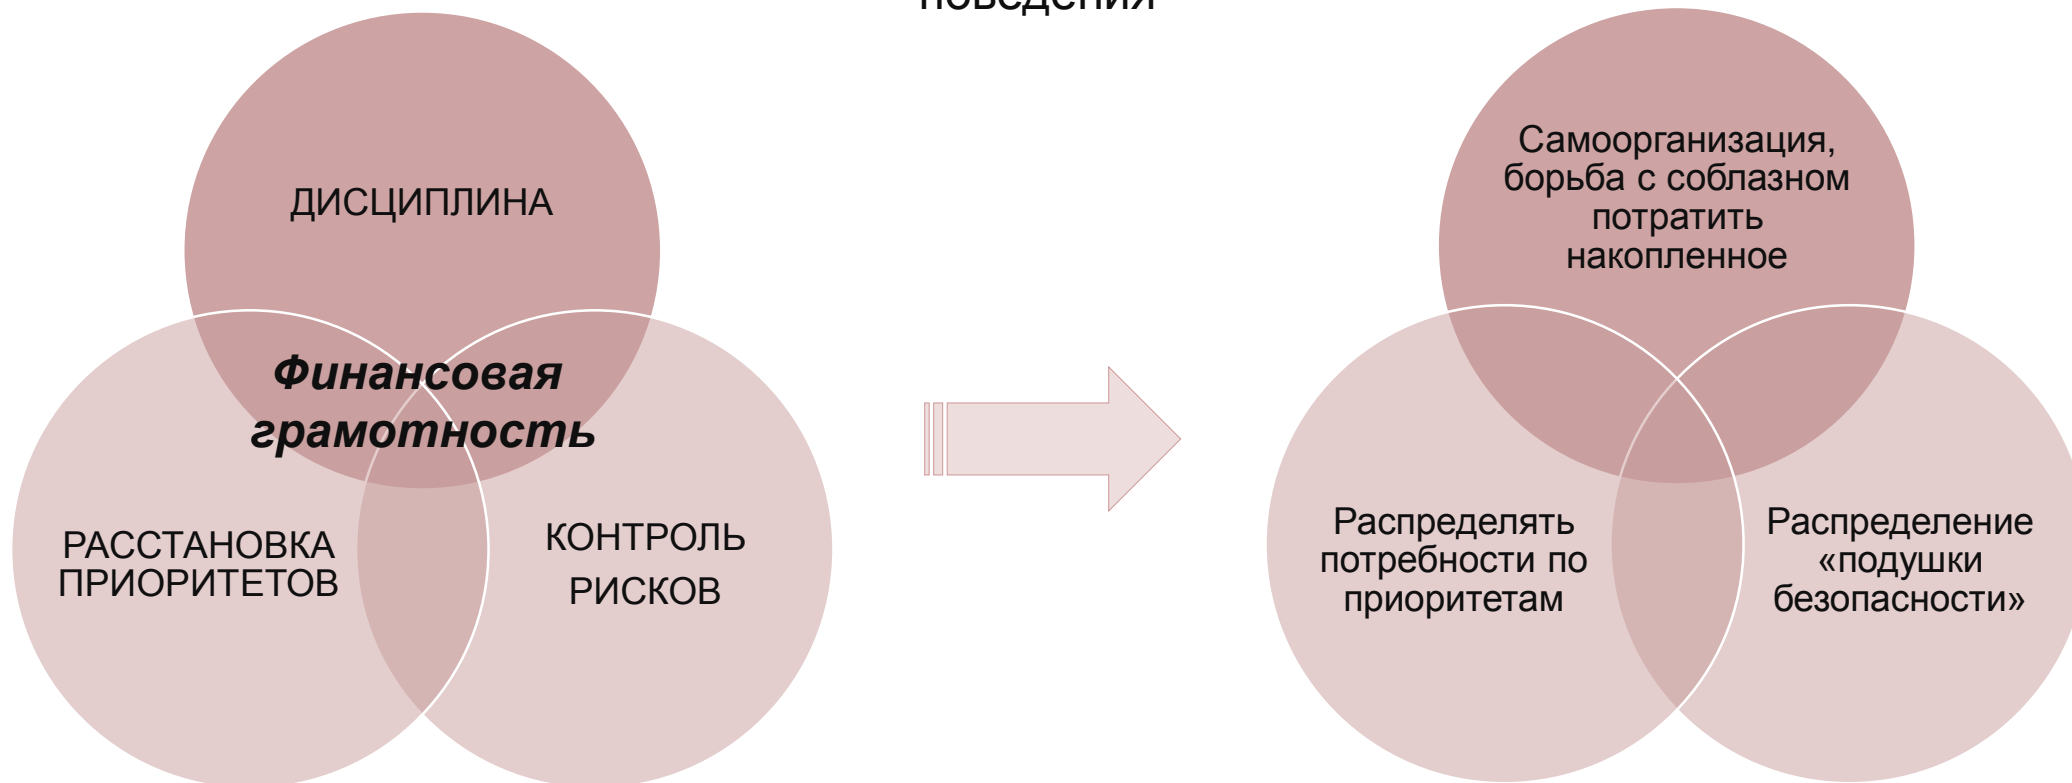 поведения
ДИСЦИПЛИНА
Финансовая
грамотность
РАССТАНОВКА
ПРИОРИТЕТОВ
КОНТРОЛЬ
РИСКОВ
Самоорганизация,
борьба с соблазном
потратить
накопленное
Распределять
потребности по
приоритетам
Распределение
«подушки
безопасности»